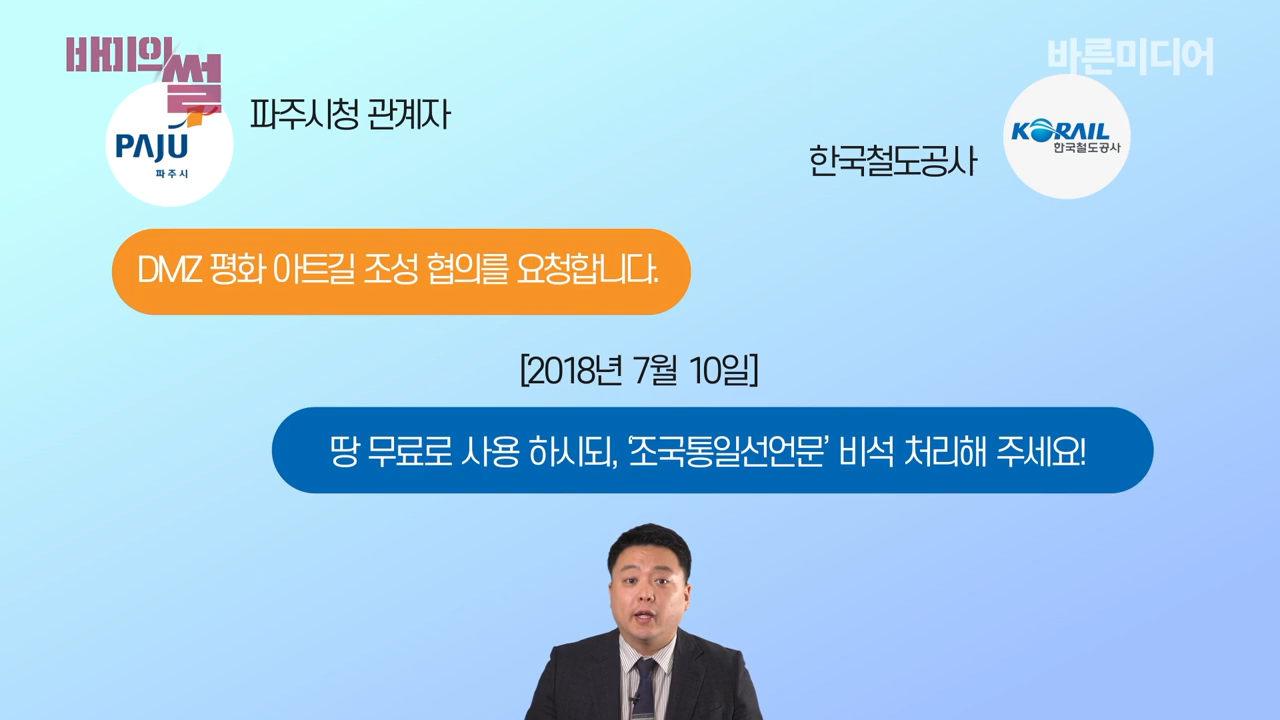 바미의
썰
바른미디어
PAJU
파주시
파주시청 관계자
KORAIL
한국철도공사
한국철도공사
DMZ 평화 아트길 조성 협의를 요청합니다.
[2018년 7월 10일]
땅 무료로 사용 하시되, ‘조국통일선언문’ 비석 처리해 주세요!